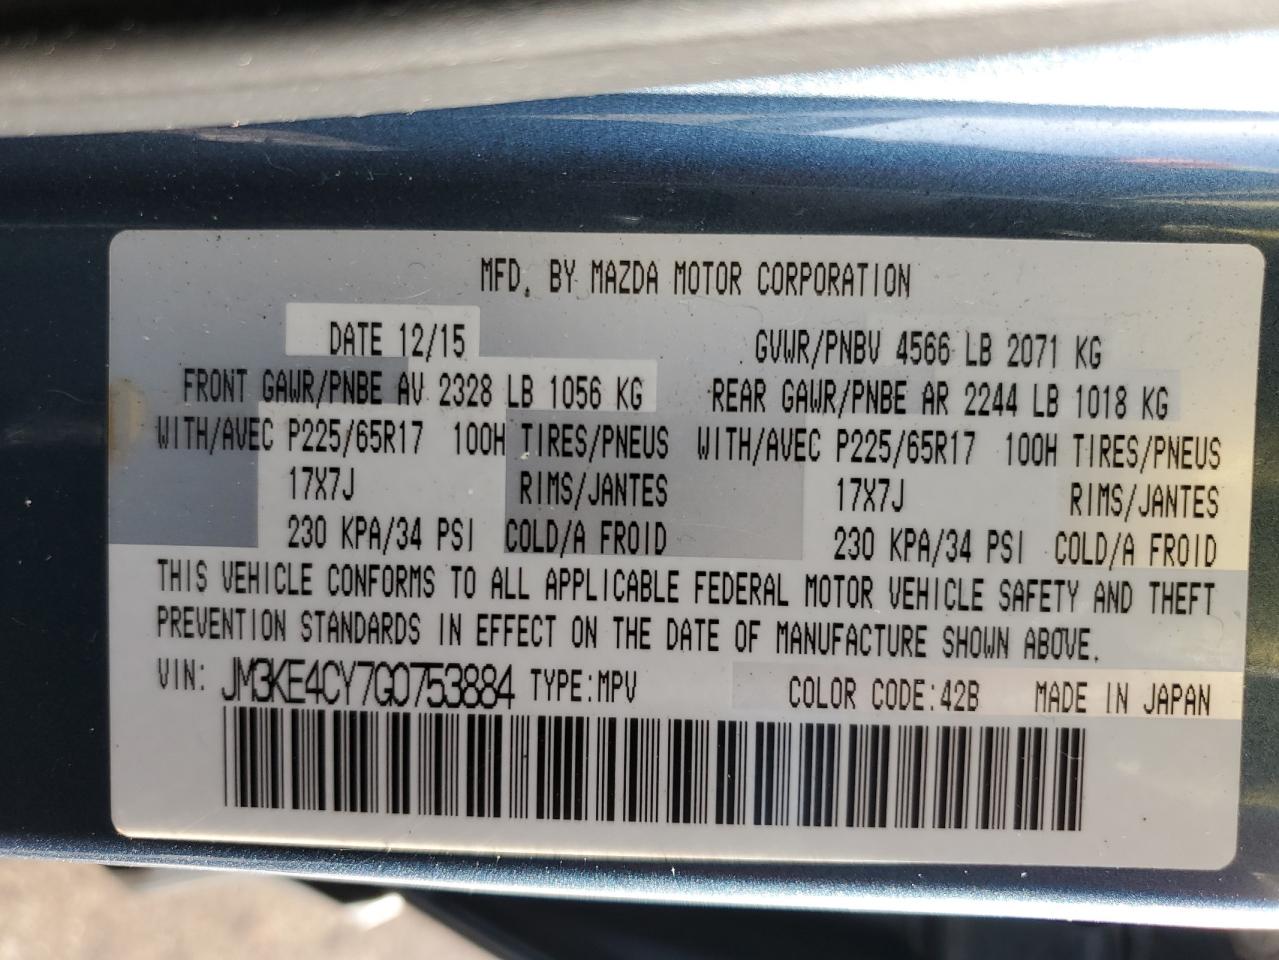 MFD. BY MAZDA MOTOR CORPORATION
DATE 12/15 GVWR/PNBV 4566 LB 2071 KG
FRONT GAWR/PNBE AV 2328 LB 1056 KG REAR GAWR/PNBE AR 2244 LB 1018 KG
WITH/AVEC P225/65R17 100H TIRES/PNEUS WITH/AVEC P225/65R17 100H TIRES/PNEUS
17X7J RIMS/JANTES 17X7J RIMS/JANTES
230 KPA/34 PSI COLD/A FROID 230 KPA/34 PSI COLD/A FROID
THIS VEHICLE CONFORMS TO ALL APPLICABLE FEDERAL MOTOR VEHICLE SAFETY AND THEFT
PREVENTION STANDARDS IN EFFECT ON THE DATE OF MANUFACTURE SHOWN ABOVE.
VIN: JM3KE4CY7G0753884 TYPE:MPV COLOR CODE:42B MADE IN JAPAN